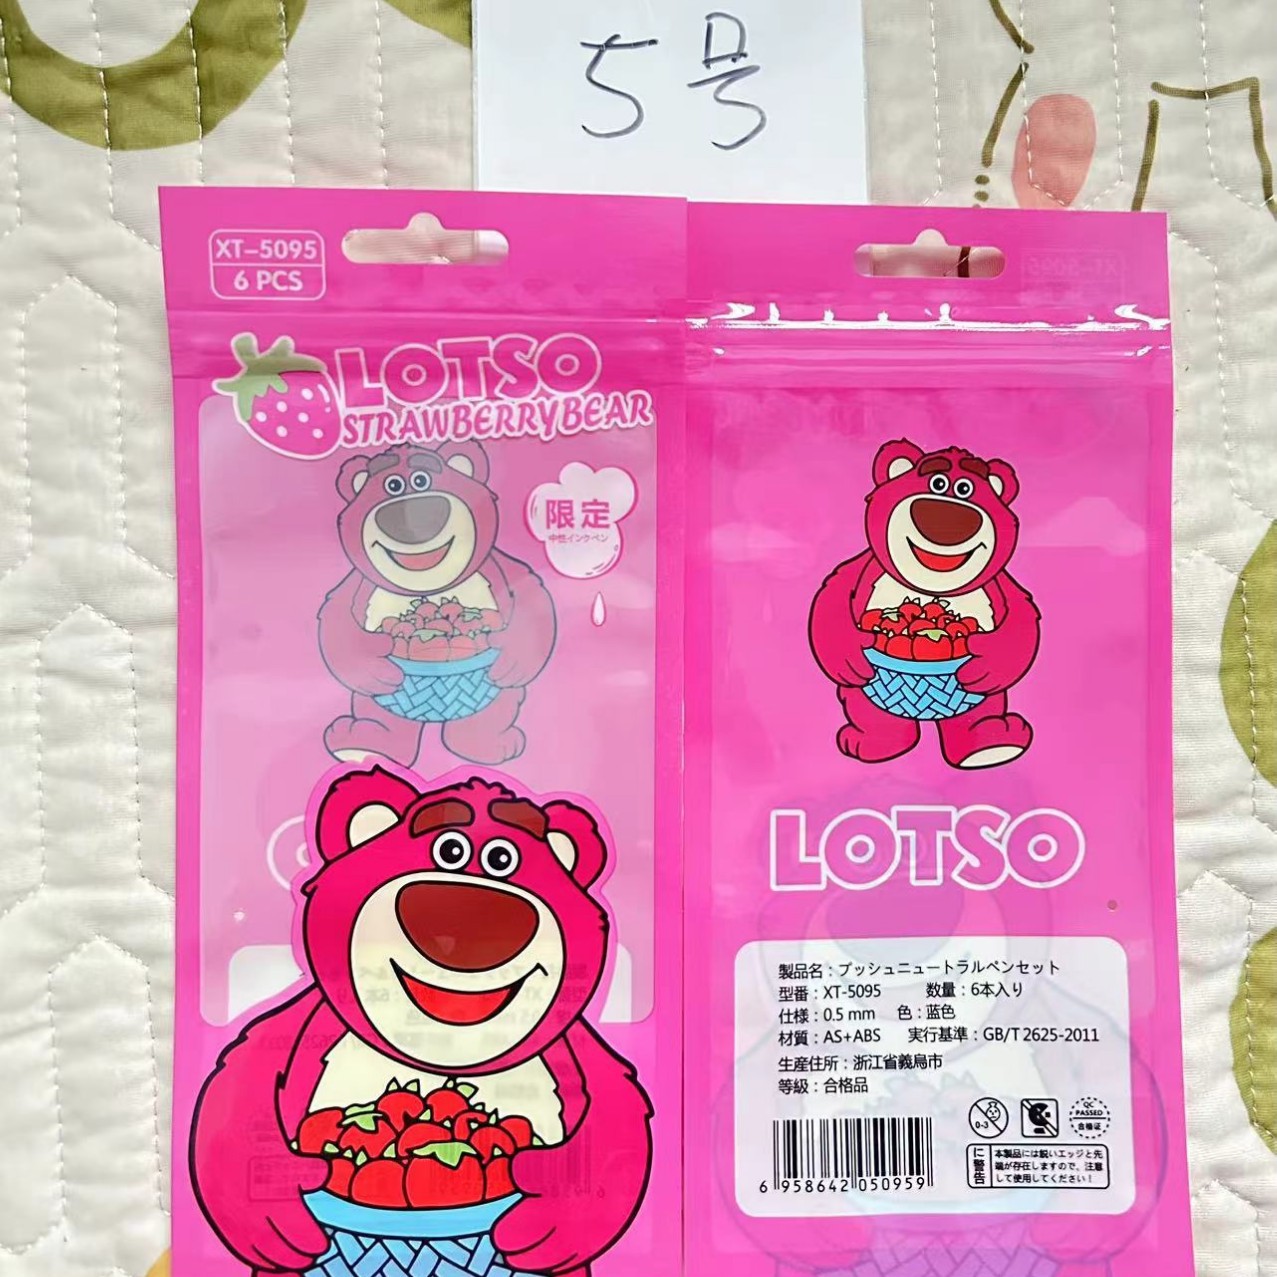 5号
XT-5095
6 PCS
LOTSO
STRAWBERRY BEAR
限定
中性インクペン
LOTSO
製品名：プッシュニュートラルペンセット
型番：XT-5095 数量：6本入り
仕様：0.5 mm 色：蓝色
材質：AS+ABS 実行基準：GB/T 2625-2011
生産住所：浙江省義烏市
等級：合格品
0-3
QC
PASSED
合格证
に警告
本製品には鋭いエッジと先
端が存在しますので、注意
して使用してください！
6 958642 050959